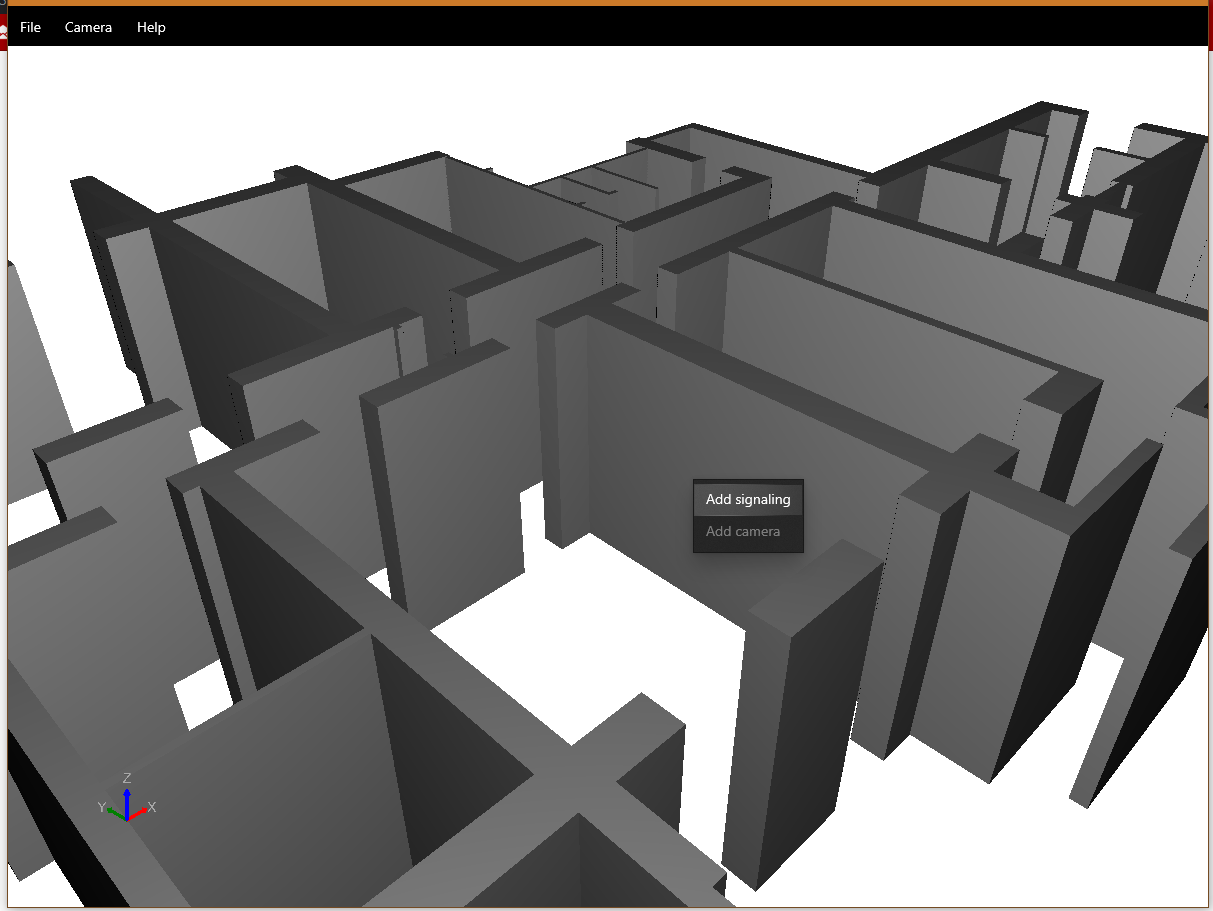 File Camera Help
Add signaling
Add camera
Z
Y X